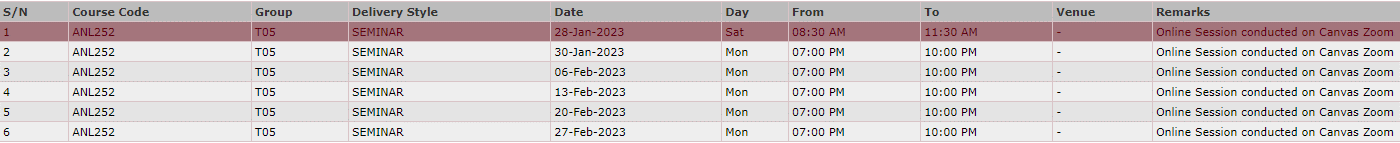 S/N Course Code Group Delivery Style Date Day From To Venue Remarks
1 ANL252 T05 SEMINAR 28-Jan-2023 Sat 08:30 AM 11:30 AM - Online Session conducted on Canvas Zoom
2 ANL252 T05 SEMINAR 30-Jan-2023 Mon 07:00 PM 10:00 PM - Online Session conducted on Canvas Zoom
3 ANL252 T05 SEMINAR 06-Feb-2023 Mon 07:00 PM 10:00 PM - Online Session conducted on Canvas Zoom
4 ANL252 T05 SEMINAR 13-Feb-2023 Mon 07:00 PM 10:00 PM - Online Session conducted on Canvas Zoom
5 ANL252 T05 SEMINAR 20-Feb-2023 Mon 07:00 PM 10:00 PM - Online Session conducted on Canvas Zoom
6 ANL252 T05 SEMINAR 27-Feb-2023 Mon 07:00 PM 10:00 PM - Online Session conducted on Canvas Zoom